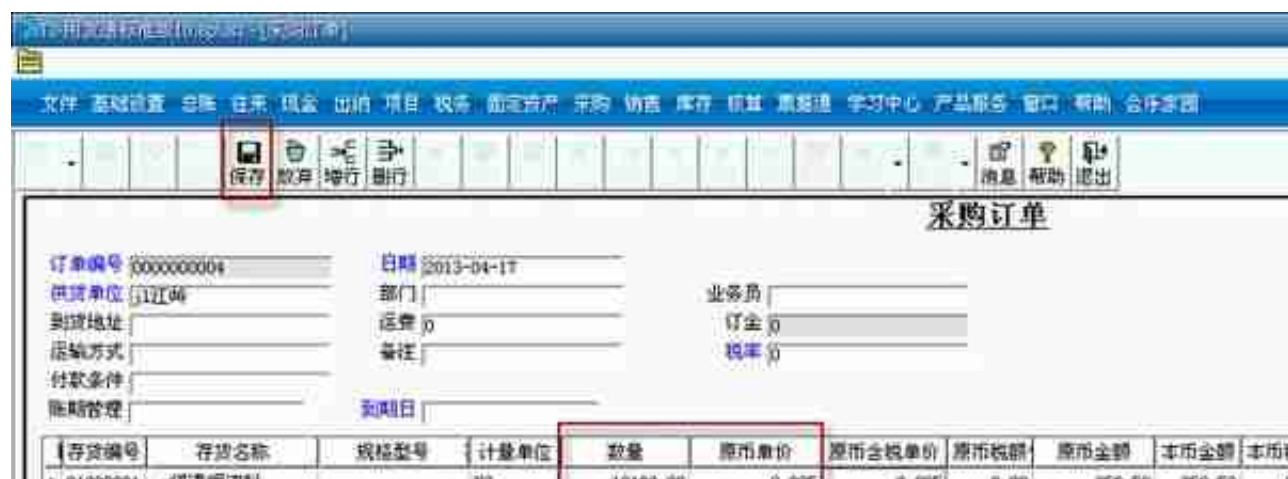 文件 基础设置 总账 往来 现金 出纳 项目 税务 固定资产 采购 销售 库存 核算 票据通 学习中心 产品服务 窗口 帮助 会作家园
保存 放弃 增行 删行 消息 帮助 退出
采购订单
订单编号 0000000004 日期 2013-04-17
供货单位 部门 业务员
到货地址 运费 0 订金 0
运输方式 备注 税率 0
付款条件
账期管理 到期日
存货编号 存货名称 规格型号 计量单位 数量 原币单价 原币含税单价 原币税额 原币金额 本币金额